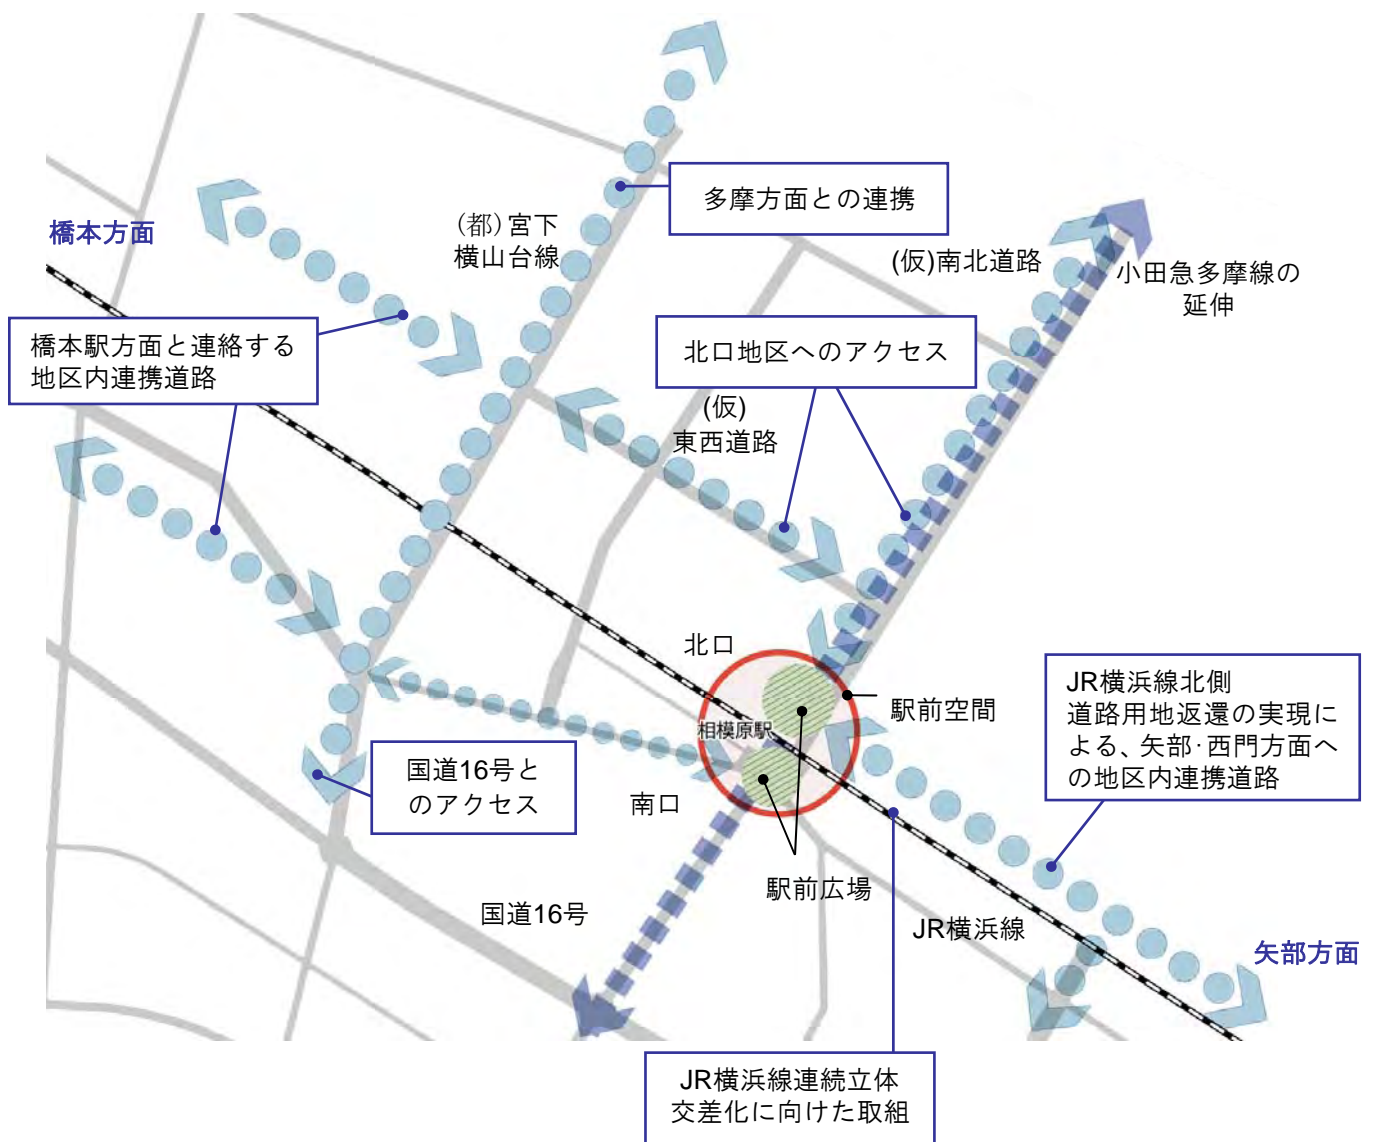 多摩方面との連携
(都)宮下
横山台線
橋本方面
(仮)南北道路
小田急多摩線の
延伸
橋本駅方面と連絡する
地区内連携道路
北口地区へのアクセス
(仮)
東西道路
北口
駅前空間
相模原駅
JR横浜線北側
道路用地返還の実現に
よる、矢部･西門方面へ
の地区内連携道路
国道16号と
のアクセス
南口
駅前広場
国道16号
JR横浜線
矢部方面
JR横浜線連続立体
交差化に向けた取組